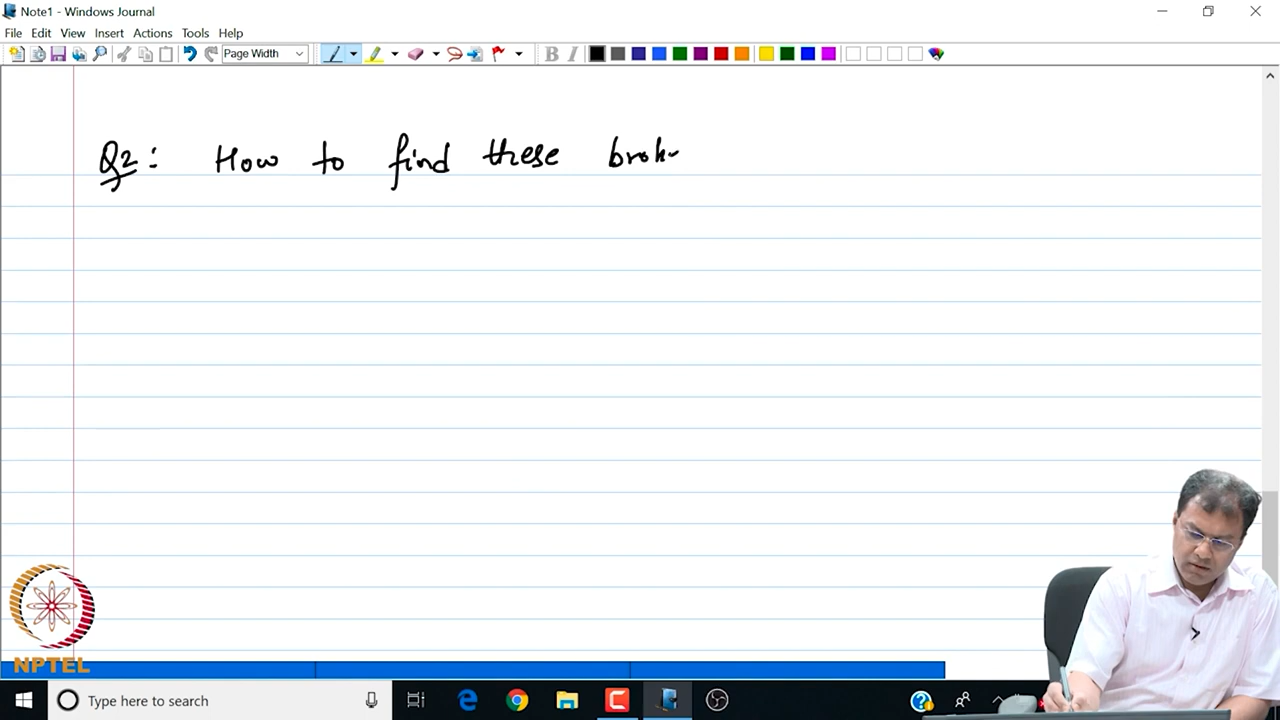 Note1 - Windows Journal
File Edit View Insert Actions Tools Help
Page Width B I
Q2: How to find these brok
NPTEL
Type here to search